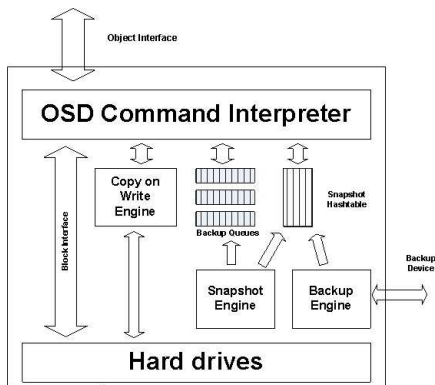 Object Interface
OSD Command Interpreter
Block Interface
Copy on
Write
Engine
Backup Queues
Snapshot
Hashtable
Snapshot
Engine
Backup
Engine
Backup
Device
Hard drives